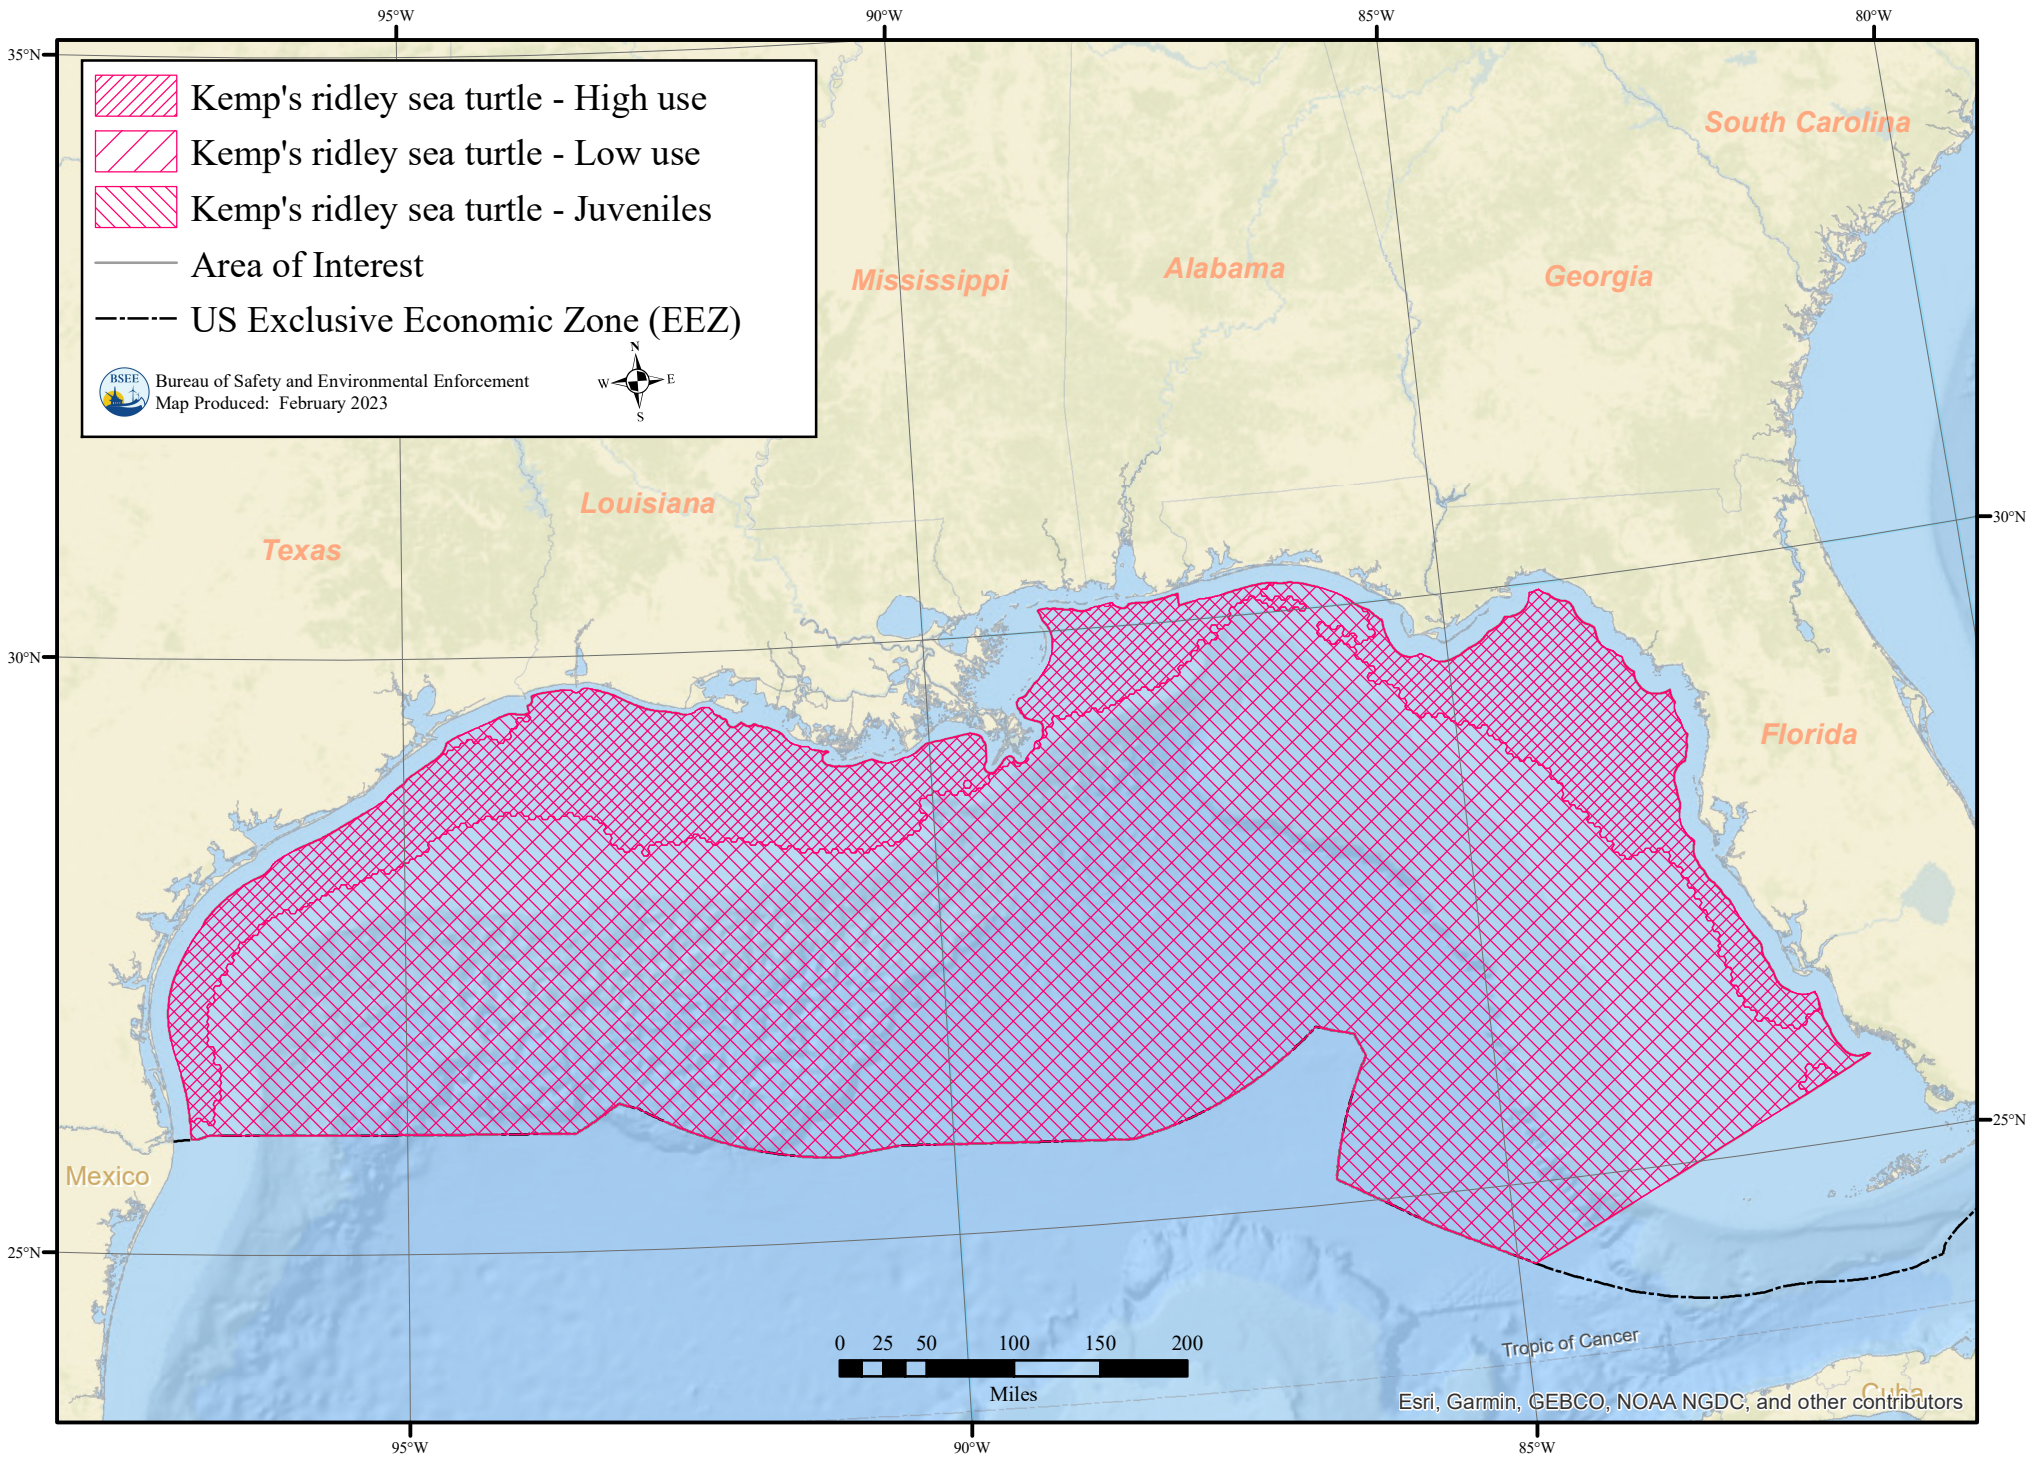 95°W 90°W 85°W 80°W
35°N
Kemp's ridley sea turtle - High use
Kemp's ridley sea turtle - Low use
Kemp's ridley sea turtle - Juveniles
Area of Interest
US Exclusive Economic Zone (EEZ)
N
W E
S
BSEE
Bureau of Safety and Environmental Enforcement
Map Produced: February 2023
South Carolina
Mississippi
Alabama
Georgia
Louisiana
Texas
30°N
30°N
Florida
25°N
Mexico
25°N
0 25 50 100 150 200
Miles
Tropic of Cancer
Cuba
Esri, Garmin, GEBCO, NOAA NGDC, and other contributors
95°W 90°W 85°W